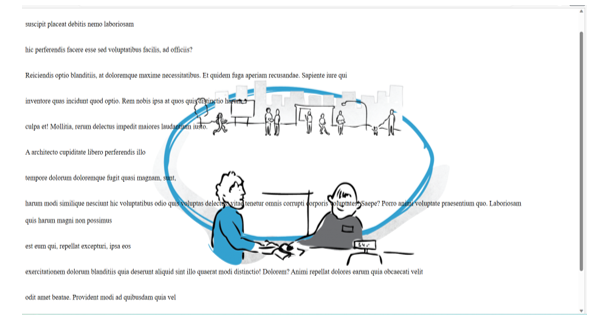 suscipit placeat debitis nemo laboriosam
hic perferendis facere esse sed voluptatibus facilis, ad officiis?
Reiciendis optio blanditiis, at doloremque maxime necessitatibus. Et quidem fuga aperiam recusandae. Sapiente iure qui
inventore quas incidunt quod optio. Rem nobis ipsa at quos quis distinctio
culpa et! Mollitia, rerum delectus impedit maiores laudantium iusto.
A architecto cupiditate libero perferendis illo
tempore dolorum doloremque fugit quasi magnam, sunt,
harum modi similique nesciunt hic voluptatibus odio quos voluptas delectus tenetur omnis corrupti corporis voluptates Saepe? Porro animi voluptate praesentium quo. Laboriosam
quis harum magni non possimus
est eum qui, repellat excepturi, ipsa eos
exercitationem dolorum blanditiis quia deserunt aliquid sint illo quaerat modi distinctio! Dolorem? Animi repellat dolores earum quia obcaecati velit
odit amet beatae. Provident modi ad quibusdam quis vel